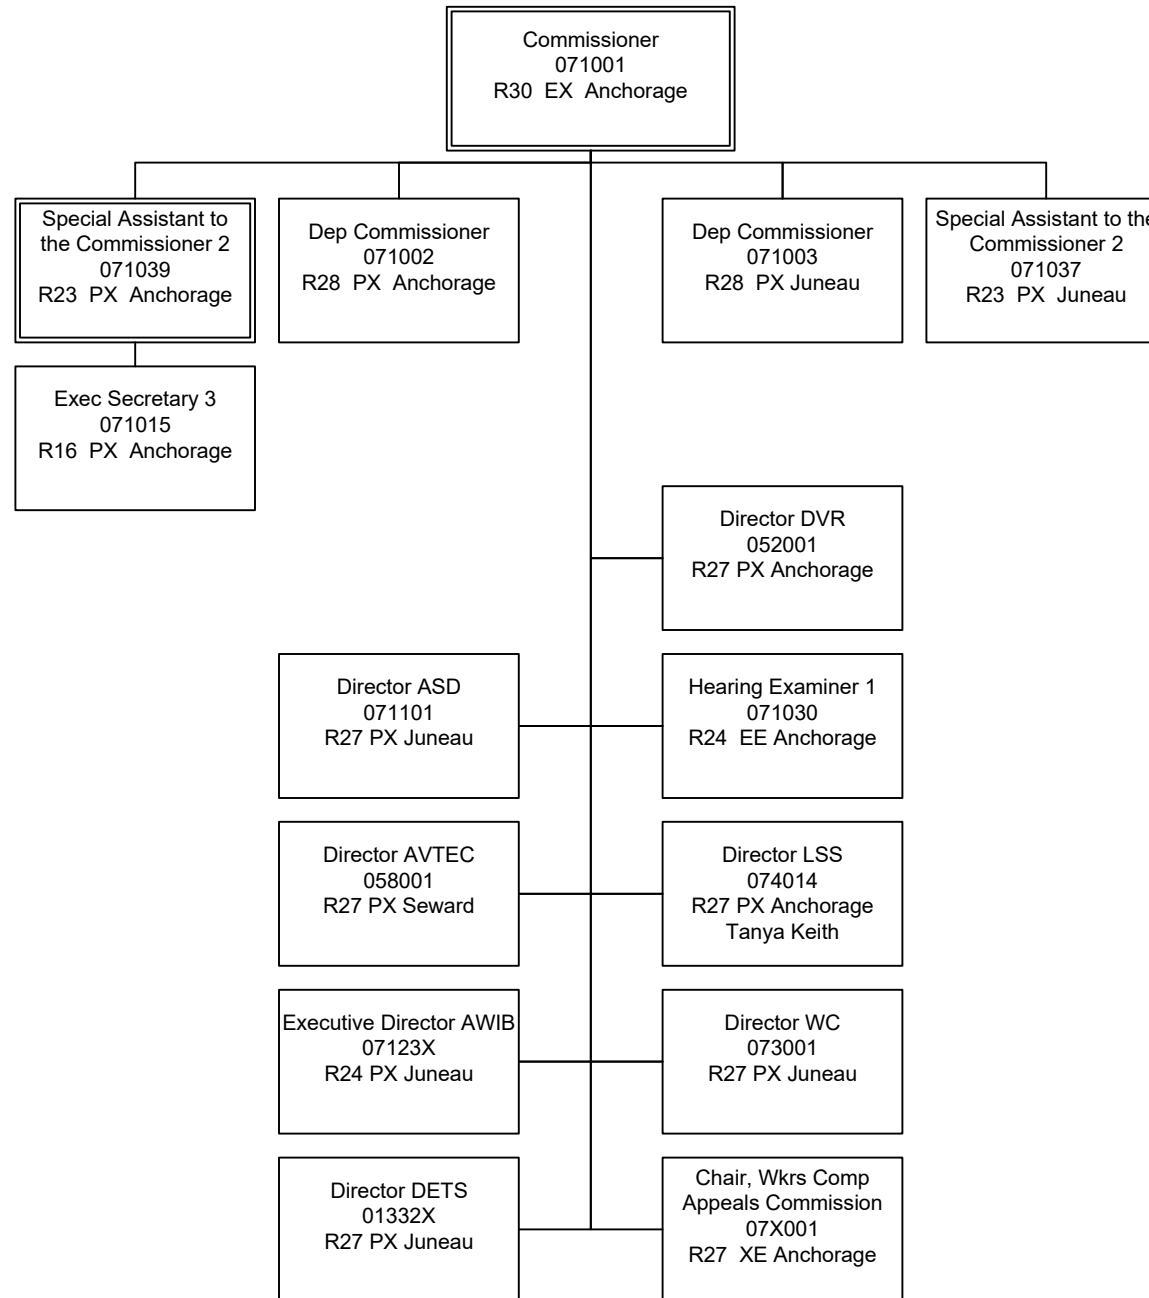 Commissioner
071001
R30 EX Anchorage
Special Assistant to
the Commissioner 2
071039
R23 PX Anchorage
Dep Commissioner
071002
R28 PX Anchorage
Dep Commissioner
071003
R28 PX Juneau
Special Assistant to the
Commissioner 2
071037
R23 PX Juneau
Exec Secretary 3
071015
R16 PX Anchorage
Director DVR
052001
R27 PX Anchorage
Director ASD
071101
R27 PX Juneau
Hearing Examiner 1
071030
R24 EE Anchorage
Director AVTEC
058001
R27 PX Seward
Director LSS
074014
R27 PX Anchorage
Tanya Keith
Executive Director AWIB
07123X
R24 PX Juneau
Director WC
073001
R27 PX Juneau
Director DETS
01332X
R27 PX Juneau
Chair, Wkrs Comp
Appeals Commission
07X001
R27 XE Anchorage